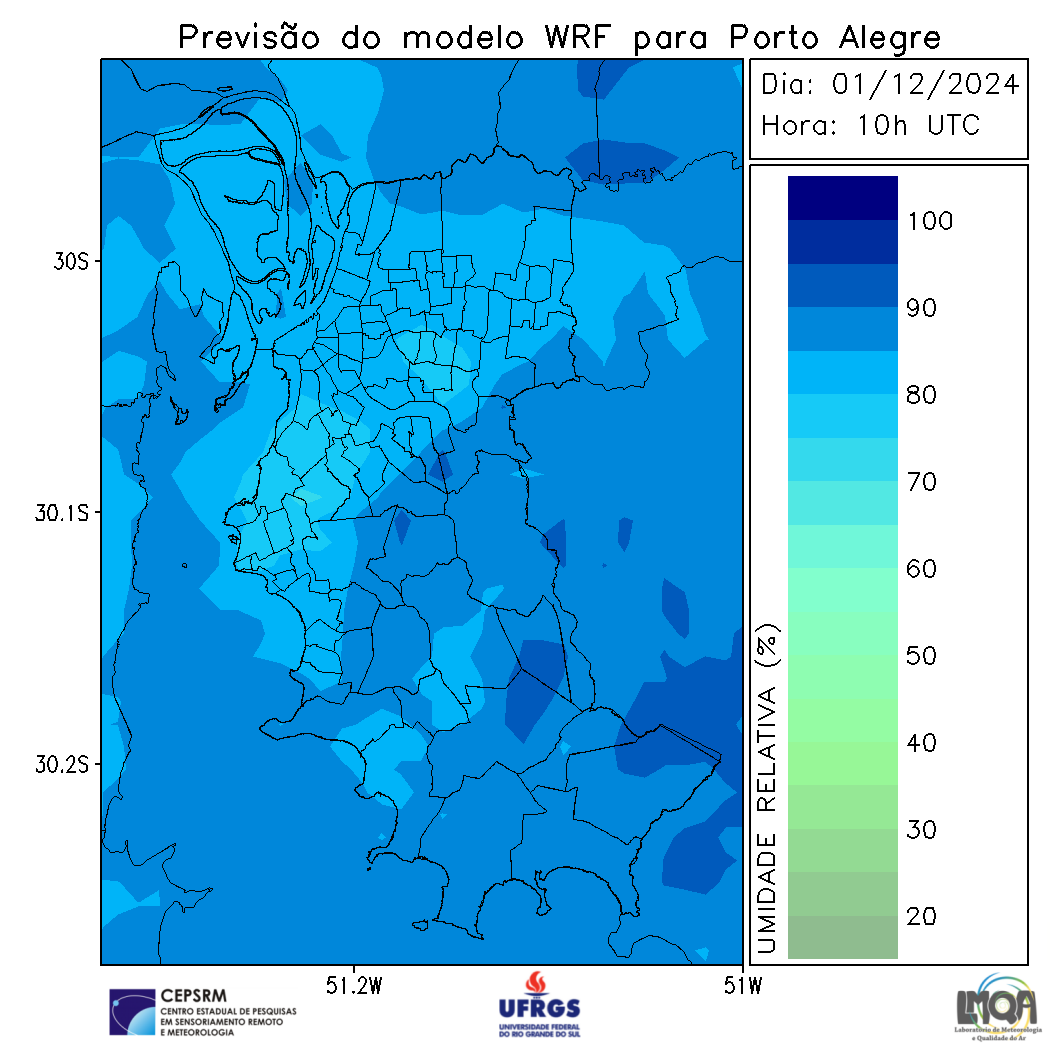 Previsão do modelo WRF para Porto Alegre
Dia: 01/12/2024
Hora: 10h UTC
30S
30.1S
30.2S
51.2W
51W
UMIDADE RELATIVA (%)
100
90
80
70
60
50
40
30
20
CEPSRM
CENTRO ESTADUAL DE PESQUISAS
EM SENSORIAMENTO REMOTO
E METEOROLOGIA
UFRGS
UNIVERSIDADE FEDERAL
DO RIO GRANDE DO SUL
LMQA
Laboratório de Meteorologia
e Qualidade do Ar